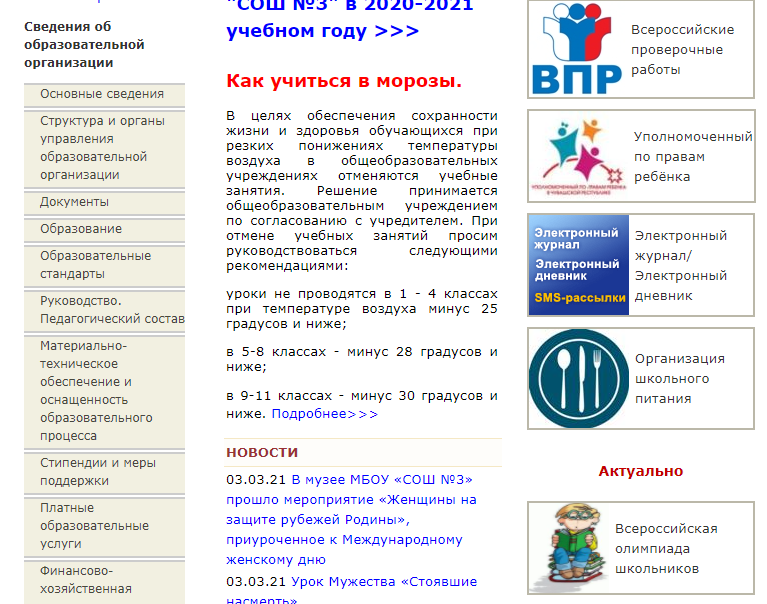 Сведения об
образовательной
организации
Основные сведения
Структура и органы
управления
образовательной
организации
Документы
Образование
Образовательные
стандарты
Руководство.
Педагогический состав
Материально-
техническое
обеспечение и
оснащенность
образовательного
процесса
Стипендии и меры
поддержки
Платные
образовательные
услуги
Финансово-
хозяйственная
"СОШ №3" в 2020-2021
учебном году >>>
Как учиться в морозы.
В целях обеспечения сохранности
жизни и здоровья обучающихся при
резких понижениях температуры
воздуха в общеобразовательных
учреждениях отменяются учебные
занятия. Решение принимается
общеобразовательным учреждением
по согласованию с учредителем. При
отмене учебных занятий просим
руководствоваться следующими
рекомендациями:
уроки не проводятся в 1 - 4 классах
при температуре воздуха минус 25
градусов и ниже;
в 5-8 классах - минус 28 градусов и
ниже;
в 9-11 классах - минус 30 градусов и
ниже. Подробнее>>>
НОВОСТИ
03.03.21 В музее МБОУ «СОШ №3»
прошло мероприятие «Женщины на
защите рубежей Родины»,
приуроченное к Международному
женскому дню
03.03.21 Урок Мужества «Стоявшие
насмерть»
ВПР
Всероссийские
проверочные
работы
УПОЛНОМОЧЕННЫЙ ПО ПРАВАМ РЕБЁНКА
В ЧУВАШСКОЙ РЕСПУБЛИКЕ
Уполномоченный
по правам
ребёнка
Электронный
журнал
Электронный
дневник
SMS-рассылки
Электронный
журнал/
Электронный
дневник
Организация
школьного
питания
Актуально
Всероссийская
олимпиада
школьников